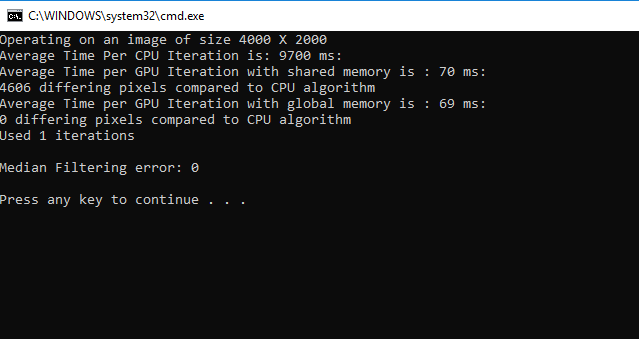 C:\WINDOWS\system32\cmd.exe
Operating on an image of size 4000 X 2000
Average Time Per CPU Iteration is: 9700 ms:
Average Time per GPU Iteration with shared memory is : 70 ms:
4606 differing pixels compared to CPU algorithm
Average Time per GPU Iteration with global memory is : 69 ms:
0 differing pixels compared to CPU algorithm
Used 1 iterations
Median Filtering error: 0
Press any key to continue . . .